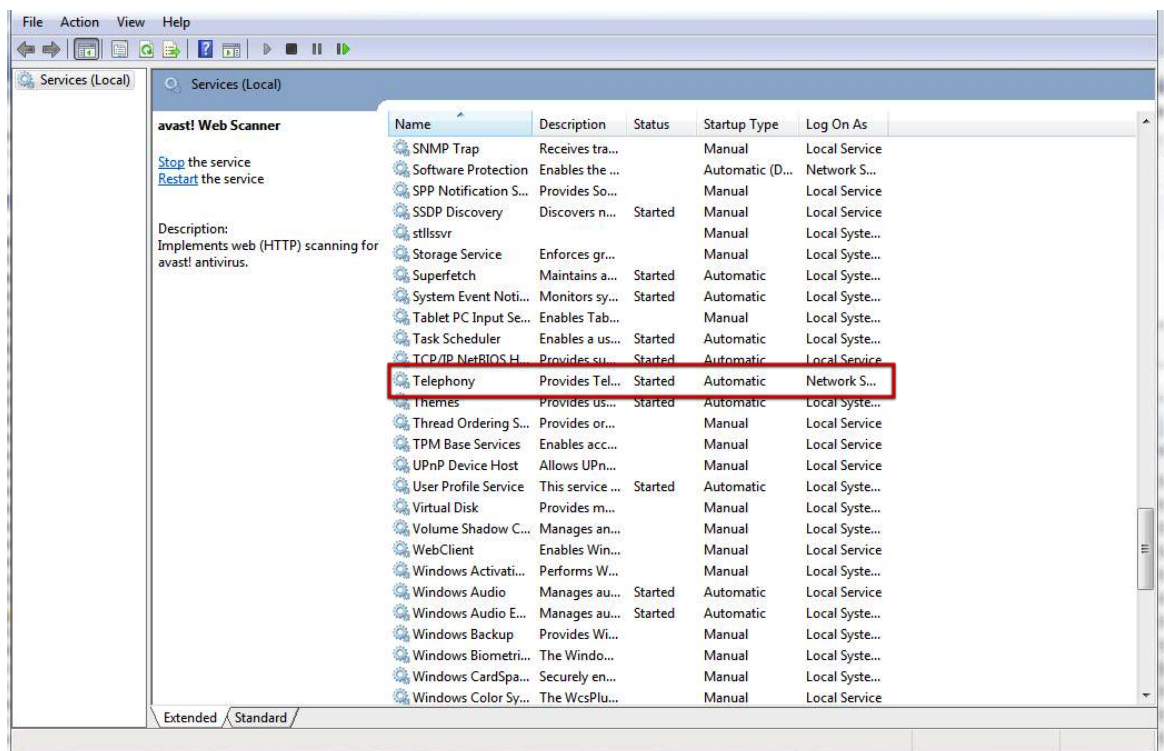 File Action View Help
Services (Local)
Services (Local)
avast! Web Scanner
Stop the service
Restart the service
Description:
Implements web (HTTP) scanning for
avast! antivirus.
Name Description Status Startup Type Log On As
SNMP Trap Receives tra... Manual Local Service
Software Protection Enables the ... Automatic (D... Network S...
SPP Notification S... Provides So... Manual Local Service
SSDP Discovery Discovers n... Started Manual Local Service
stllssvr Manual Local Syste...
Storage Service Enforces gr... Manual Local Syste...
Superfetch Maintains a... Started Automatic Local Syste...
System Event Noti... Monitors sy... Started Automatic Local Syste...
Tablet PC Input Se... Enables Tab... Manual Local Syste...
Task Scheduler Enables a us... Started Automatic Local Syste...
TCP/IP NetBIOS H... Provides su... Started Automatic Local Service
Telephony Provides Tel... Started Automatic Network S...
Themes Provides us... Started Automatic Local Syste...
Thread Ordering S... Provides or... Manual Local Service
TPM Base Services Enables acc... Manual Local Service
UPnP Device Host Allows UPn... Manual Local Service
User Profile Service This service ... Started Automatic Local Syste...
Virtual Disk Provides m... Manual Local Syste...
Volume Shadow C... Manages an... Manual Local Syste...
WebClient Enables Win... Manual Local Service
Windows Activati... Performs W... Manual Local Syste...
Windows Audio Manages au... Started Automatic Local Service
Windows Audio E... Manages au... Started Automatic Local Syste...
Windows Backup Provides Wi... Manual Local Syste...
Windows Biometri... The Windo... Manual Local Syste...
Windows CardSpa... Securely en... Manual Local Syste...
Windows Color Sy... The WcsPlu... Manual Local Service
Extended Standard